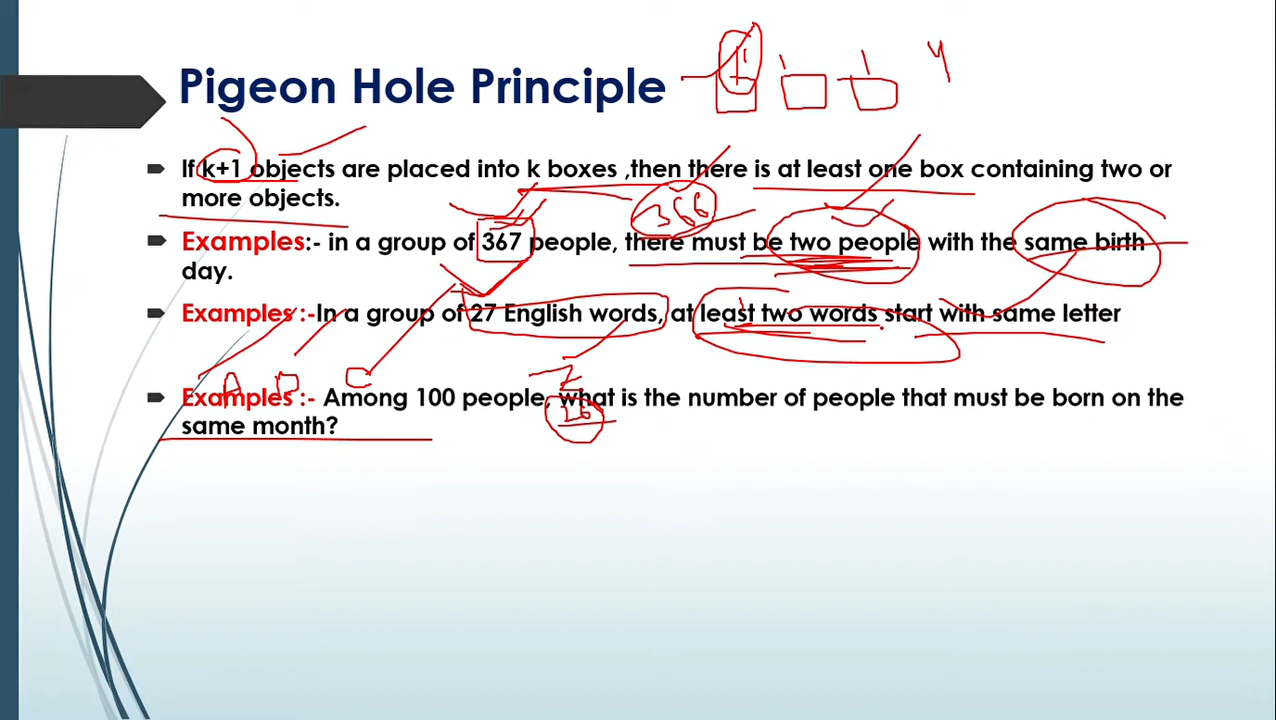 Pigeon Hole Principle
4
If k+1 objects are placed into k boxes ,then there is at least one box containing two or
more objects.
366
Examples:- in a group of 367 people, there must be two people with the same birth
day.
Examples :-In a group of 27 English words, at least two words start with same letter
A B C Z
Examples :- Among 100 people, what is the number of people that must be born on the
same month?
26